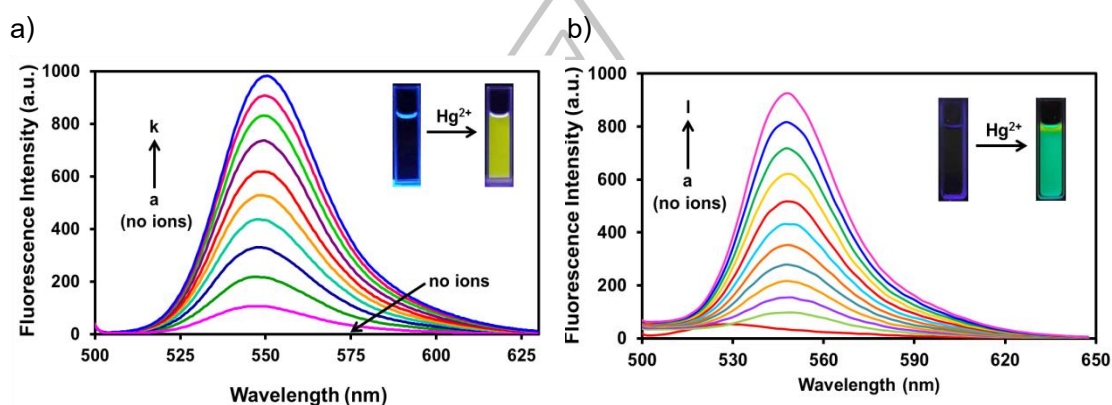 a)
b)
1000
800
600
400
200
0
500
525
550
575
600
625
Fluorescence Intensity (a.u.)
Wavelength (nm)
k
a
(no ions)
Hg2+
no ions
1000
800
600
400
200
0
500
530
560
590
620
650
Fluorescence Intensity (a.u.)
Wavelength (nm)
l
a
(no ions)
Hg2+